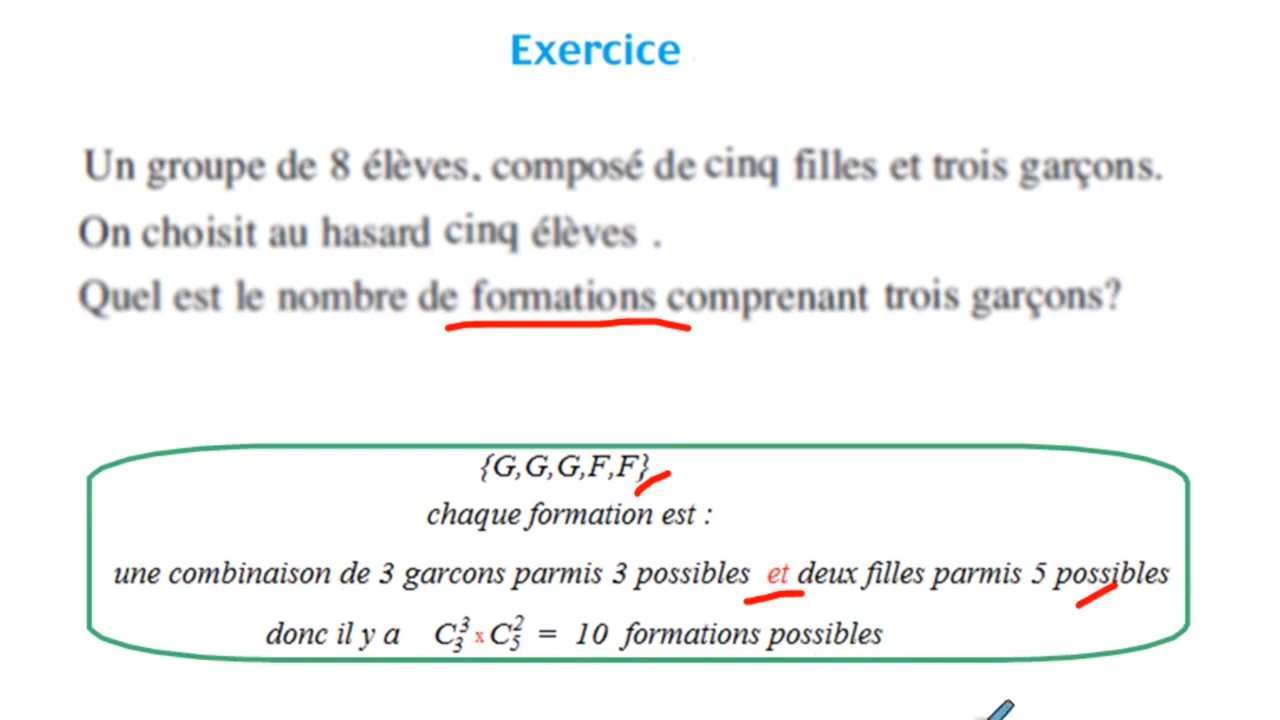 Exercice
Un groupe de 8 élèves. composé de cinq filles et trois garçons.
On choisit au hasard cinq élèves .
Quel est le nombre de formations comprenant trois garçons?
{G,G,G,F,F}
chaque formation est :
une combinaison de 3 garcons parmis 3 possibles et deux filles parmis 5 possibles
donc il y a C₃³ x C₅² = 10 formations possibles